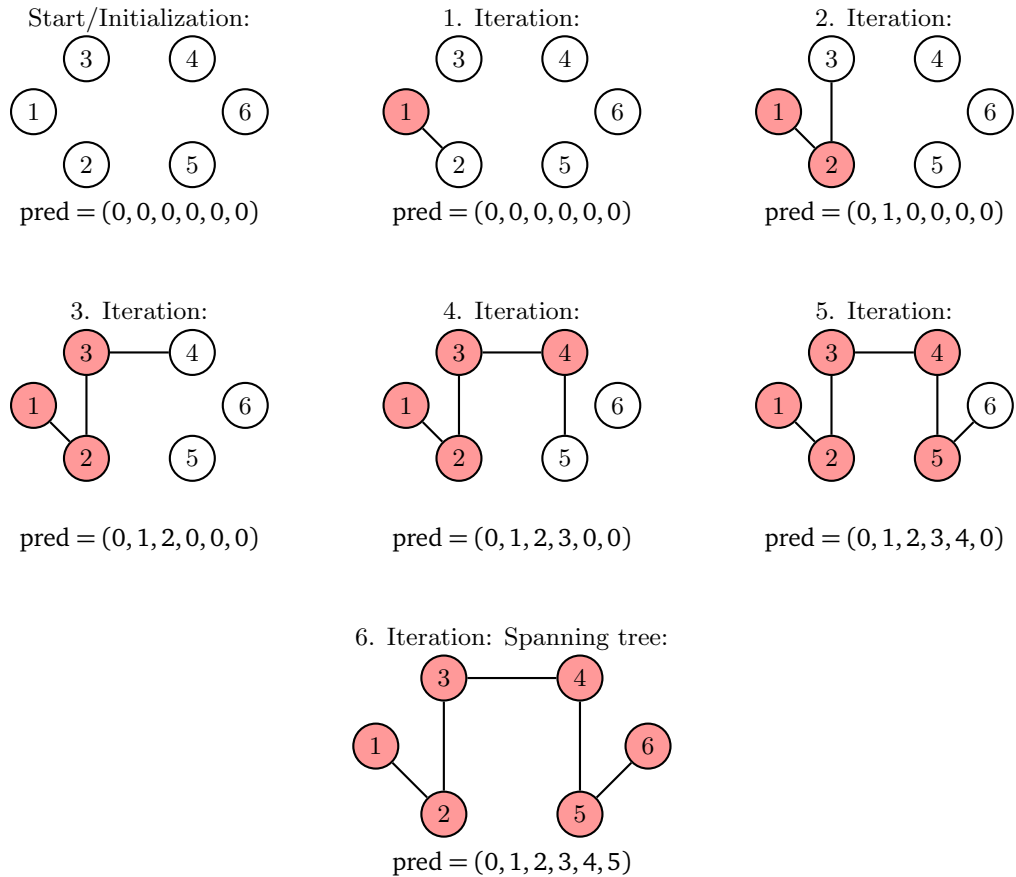 Start/Initialization:
3 4
1 6
2 5
pred = (0, 0, 0, 0, 0, 0)
1. Iteration:
3 4
1 6
2 5
pred = (0, 0, 0, 0, 0, 0)
2. Iteration:
3 4
1 6
2 5
pred = (0, 1, 0, 0, 0, 0)
3. Iteration:
3 4
1 6
2 5
pred = (0, 1, 2, 0, 0, 0)
4. Iteration:
3 4
1 6
2 5
pred = (0, 1, 2, 3, 0, 0)
5. Iteration:
3 4
1 6
2 5
pred = (0, 1, 2, 3, 4, 0)
6. Iteration: Spanning tree:
3 4
1 6
2 5
pred = (0, 1, 2, 3, 4, 5)